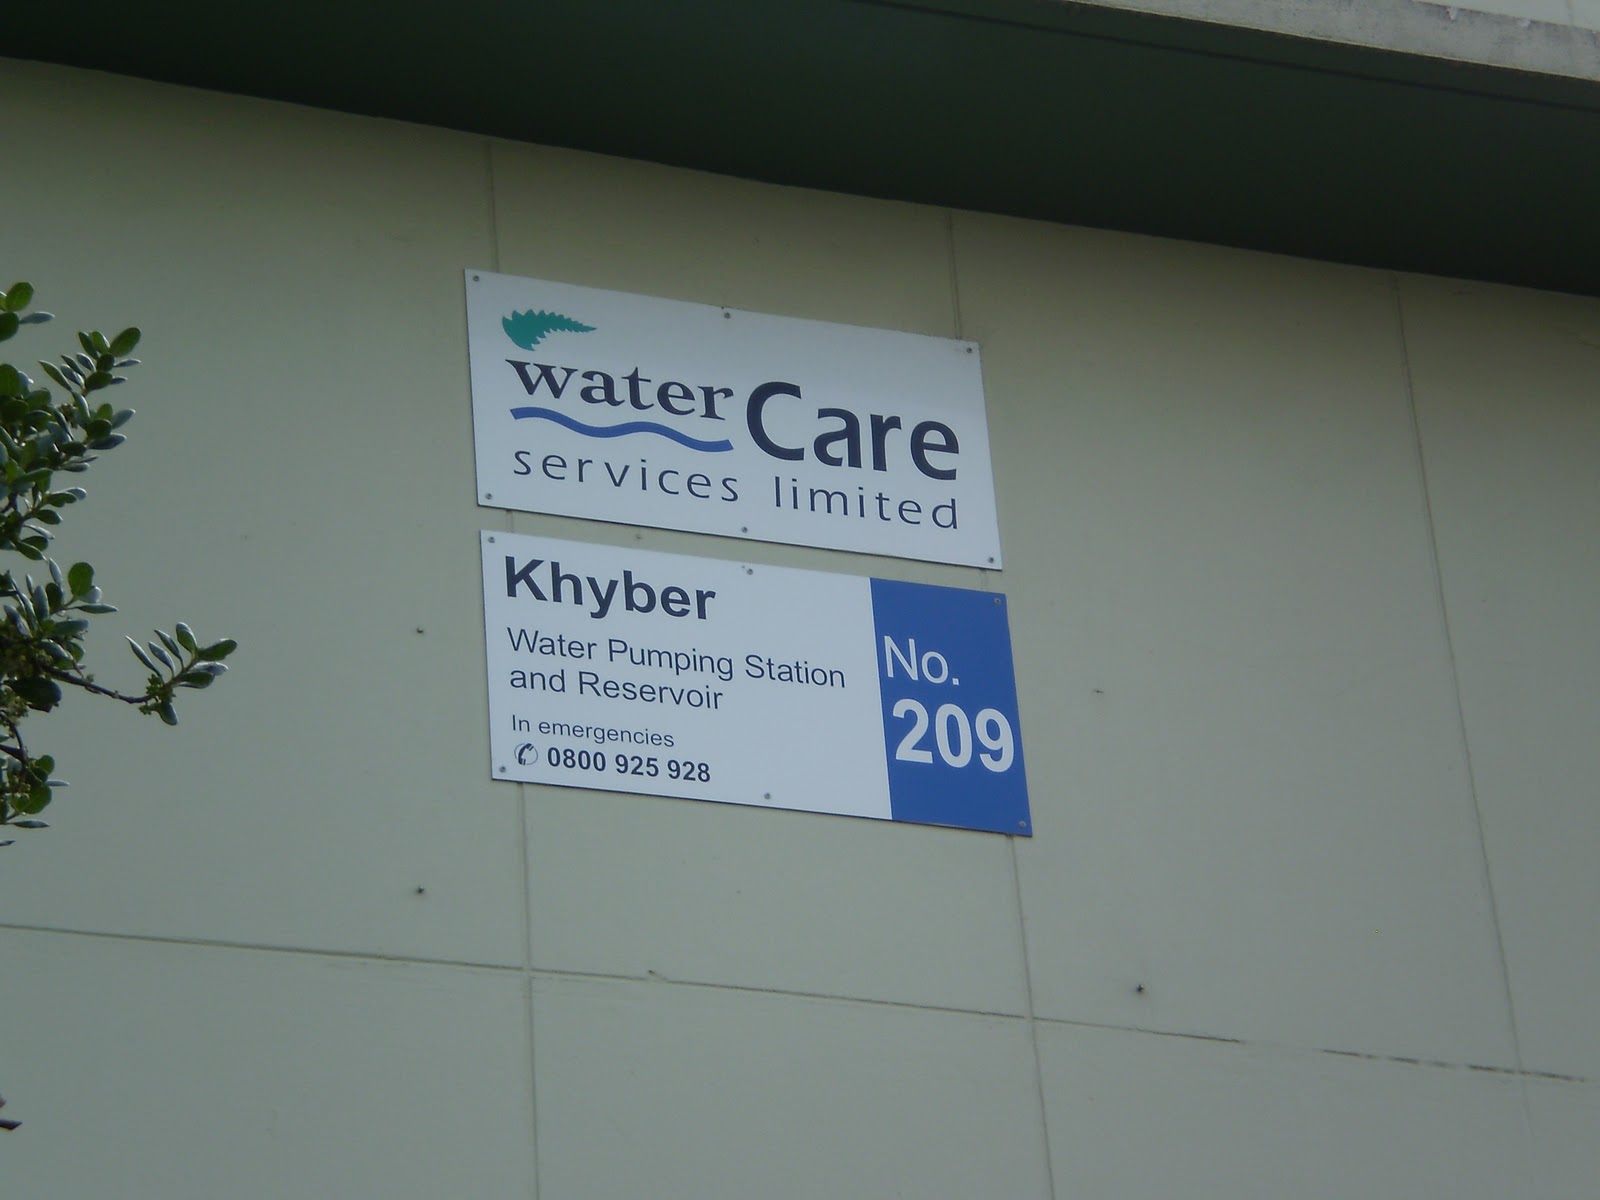 water Care
services limited
Khyber
Water Pumping Station
and Reservoir
In emergencies
✆ 0800 925 928
No.
209